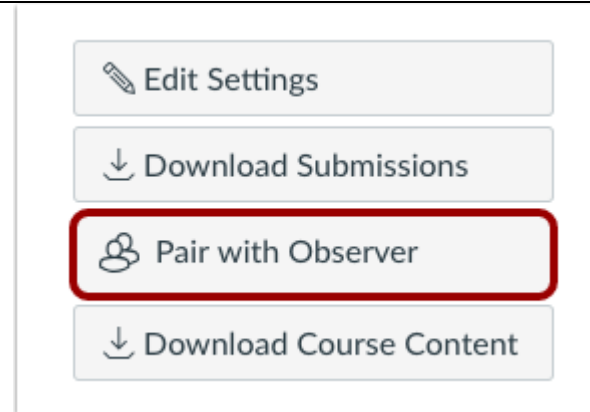 Edit Settings
Download Submissions
Pair with Observer
Download Course Content